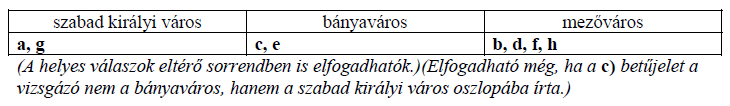 szabad királyi város bányaváros mezőváros
a, g c, e b, d, f, h
(A helyes válaszok eltérő sorrendben is elfogadhatók.)(Elfogadható még, ha a c) betűjelet a
vizsgázó nem a bányaváros, hanem a szabad királyi város oszlopába írta.)